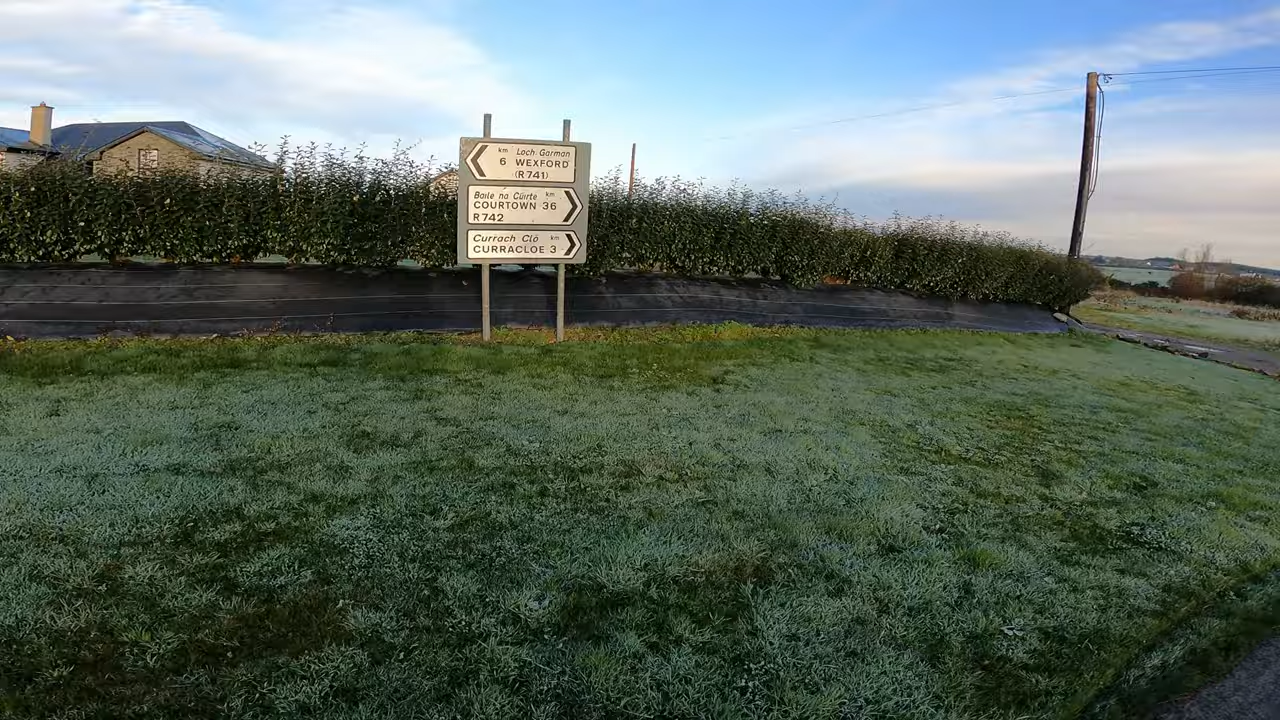 km Loch Garman
6 WEXFORD
(R741)
Baile na Cúirte km
COURTOWN 36
R742
Currach Cló km
CURRACLOE 3